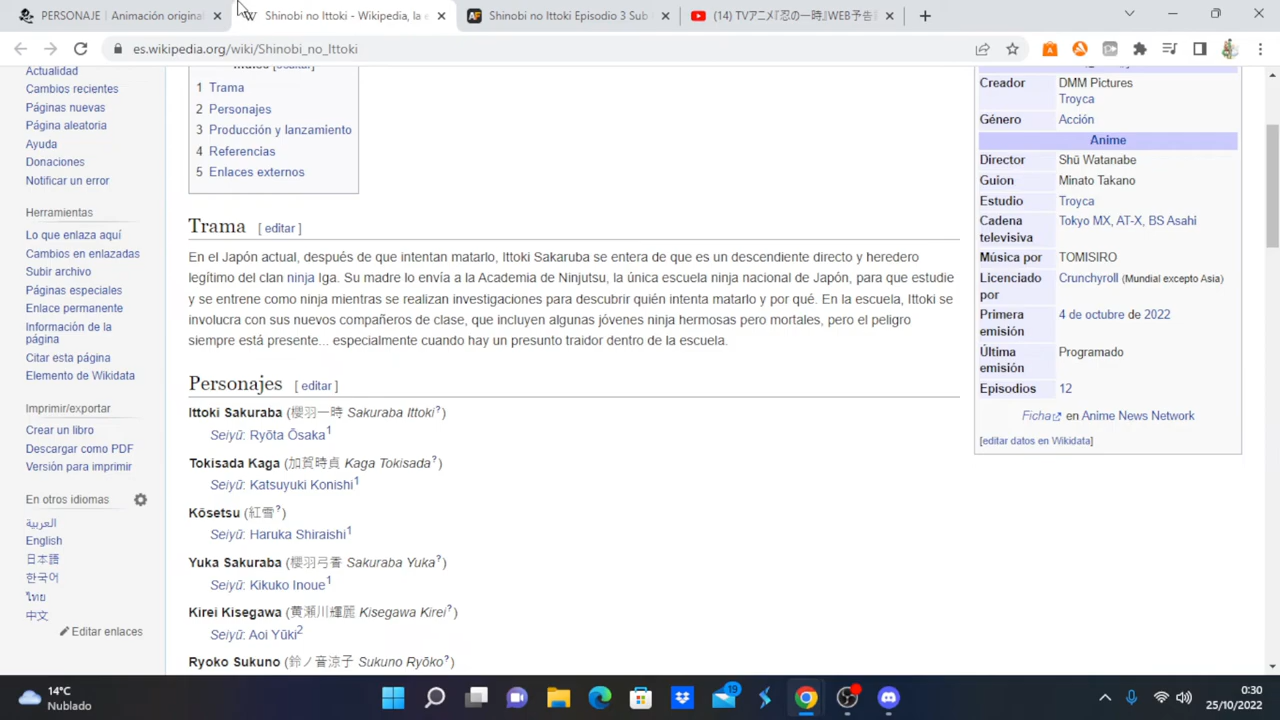 PERSONAJE | Animación original
Shinobi no Ittoki - Wikipedia, la e
Shinobi no Ittoki Episodio 3 Sub
(14) TVアニメ『忍の一時』WEB予告
es.wikipedia.org/wiki/Shinobi_no_Ittoki
Actualidad
Cambios recientes
Páginas nuevas
Página aleatoria
Ayuda
Donaciones
Notificar un error
Herramientas
Lo que enlaza aquí
Cambios en enlazadas
Subir archivo
Páginas especiales
Enlace permanente
Información de la
página
Citar esta página
Elemento de Wikidata
Imprimir/exportar
Crear un libro
Descargar como PDF
Versión para imprimir
En otros idiomas
العربية
English
日本語
한국어
ไทย
中文
Editar enlaces
1 Trama
2 Personajes
3 Producción y lanzamiento
4 Referencias
5 Enlaces externos
Trama [ editar ]
En el Japón actual, después de que intentan matarlo, Ittoki Sakaruba se entera de que es un descendiente directo y heredero
legítimo del clan ninja Iga. Su madre lo envía a la Academia de Ninjutsu, la única escuela ninja nacional de Japón, para que estudie
y se entrene como ninja mientras se realizan investigaciones para descubrir quién intenta matarlo y por qué. En la escuela, Ittoki se
involucra con sus nuevos compañeros de clase, que incluyen algunas jóvenes ninja hermosas pero mortales, pero el peligro
siempre está presente... especialmente cuando hay un presunto traidor dentro de la escuela.
Personajes [ editar ]
Ittoki Sakuraba (櫻羽一時 Sakuraba Ittoki?)
Seiyū: Ryōta Ōsaka1
Tokisada Kaga (加賀時貞 Kaga Tokisada?)
Seiyū: Katsuyuki Konishi1
Kōsetsu (紅雪?)
Seiyū: Haruka Shiraishi1
Yuka Sakuraba (櫻羽弓香 Sakuraba Yuka?)
Seiyū: Kikuko Inoue1
Kirei Kisegawa (黄瀬川輝麗 Kisegawa Kirei?)
Seiyū: Aoi Yūki2
Ryoko Sukuno (鈴ノ音涼子 Sukuno Ryōko?)
Creador DMM Pictures
Troyca
Género Acción
Anime
Director Shū Watanabe
Guion Minato Takano
Estudio Troyca
Cadena Tokyo MX, AT-X, BS Asahi
televisiva
Música por TOMISIRO
Licenciado Crunchyroll (Mundial excepto Asia)
por
Primera 4 de octubre de 2022
emisión
Última Programado
emisión
Episodios 12
Ficha en Anime News Network
[editar datos en Wikidata]
14°C
Nublado
19
0:30
25/10/2022